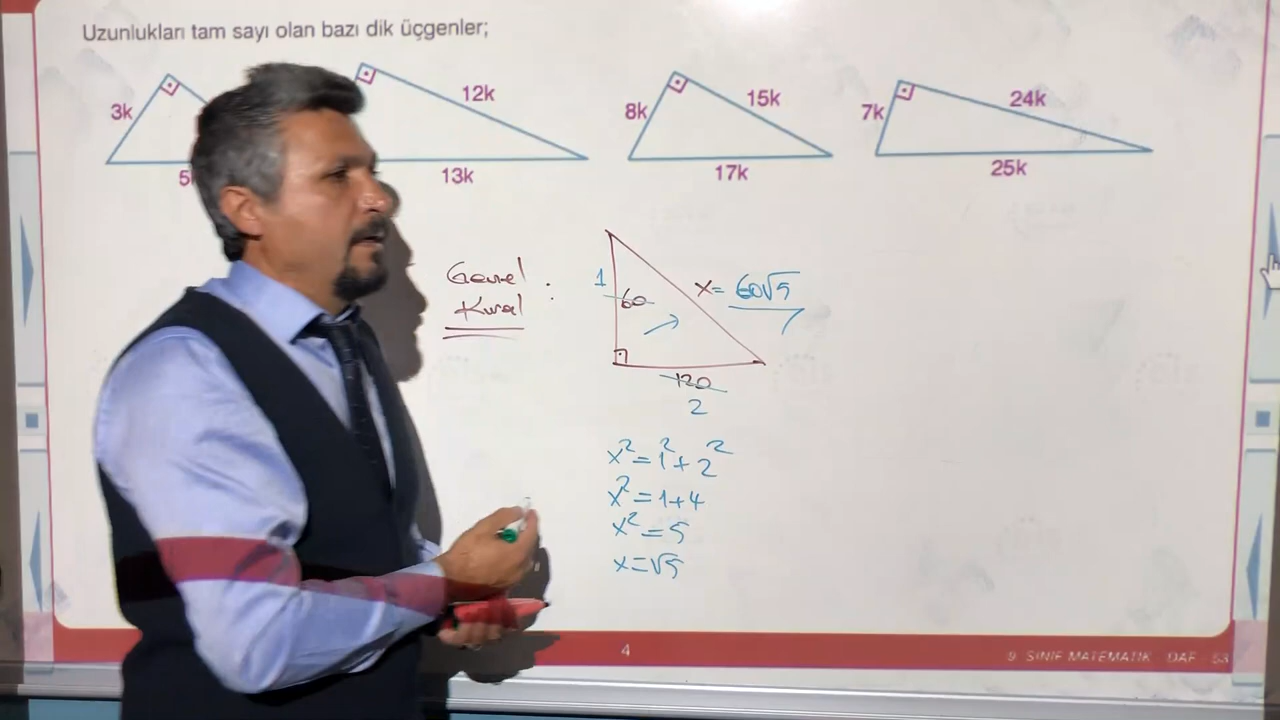 Uzunlukları tam sayı olan bazı dik üçgenler;
3k
12k
13k
8k
15k
17k
7k
24k
25k
Genel
Kural :
1
60
x = 60√5
120
2
x² = 1² + 2²
x² = 1+4
x² = 5
x = √5
4
9. SINIF MATEMATİK DAF - 53